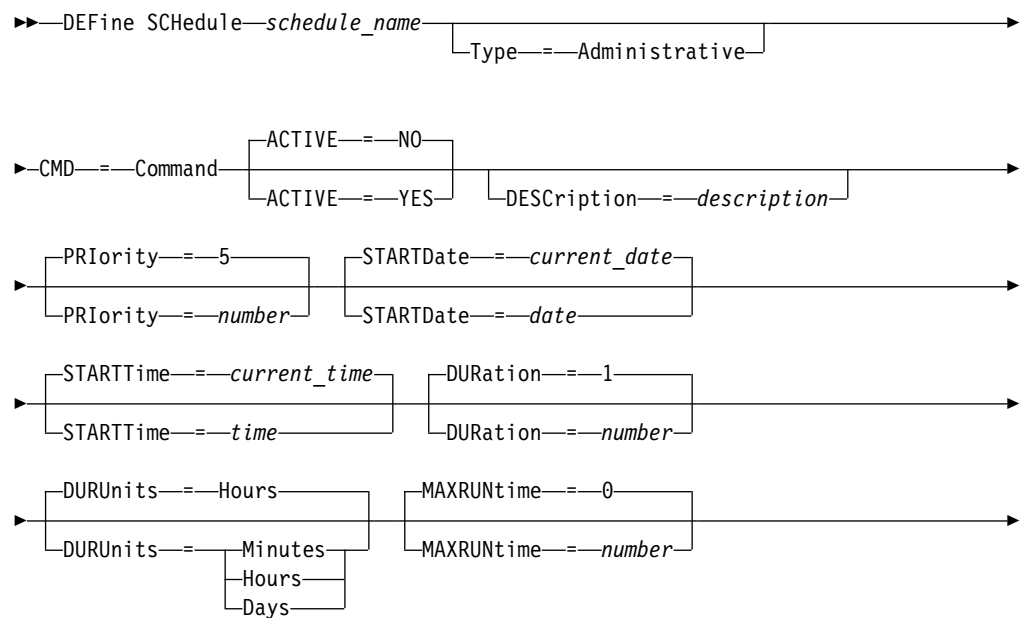 DEFine SCHedule schedule_name
Type = Administrative
ACTIVE = NO
CMD = Command
ACTIVE = YES
DESCription = description
PRIority = 5
STARTDate = current_date
PRIority = number
STARTDate = date
STARTTime = current_time
DURation = 1
STARTTime = time
DURation = number
DURUnits = Hours
MAXRUNtime = 0
DURUnits = Minutes
MAXRUNtime = number
Hours
Days